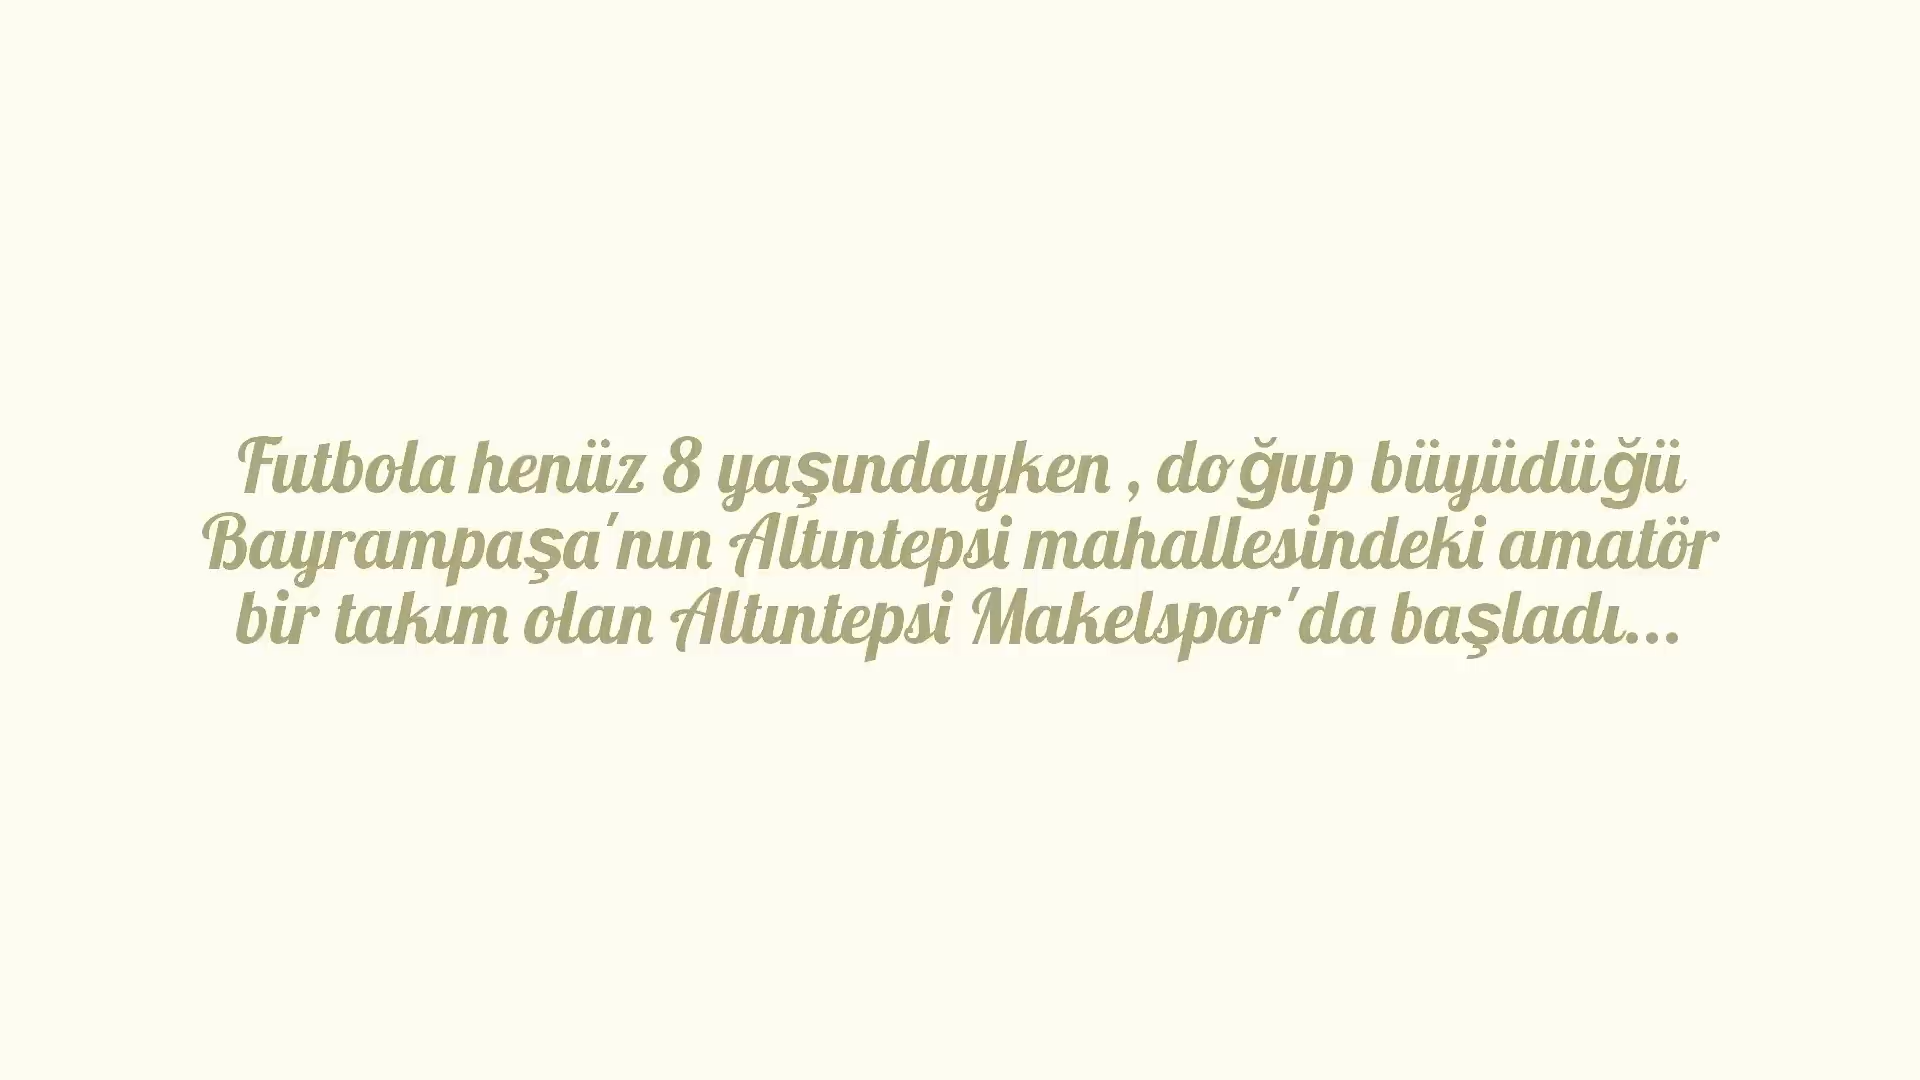 Futbola henüz 8 yaşındayken , doğup büyüdüğü
Bayrampaşa'nın Altıntepsi mahallesindeki amatör
bir takım olan Altıntepsi Makelspor'da başladı...